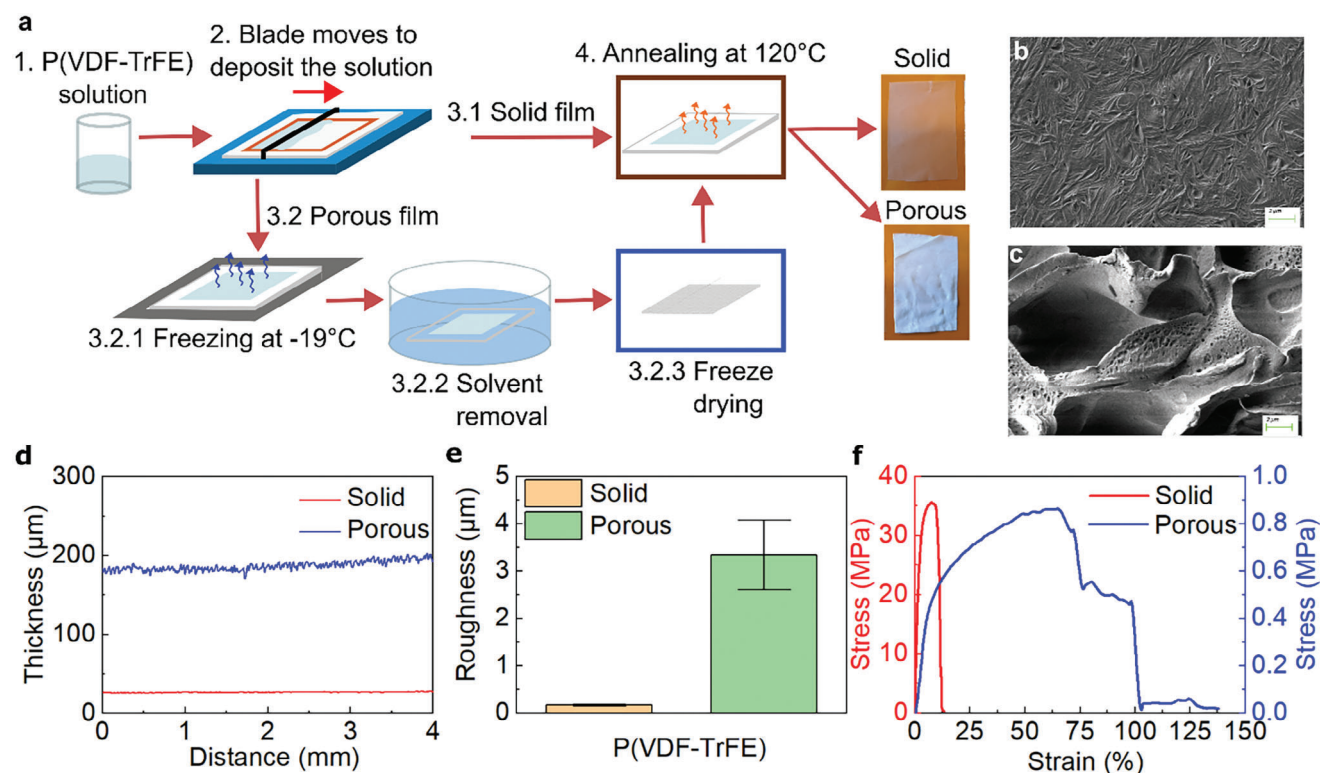 a
1. P(VDF-TrFE)
solution
2. Blade moves to
deposit the solution
3.1 Solid film
4. Annealing at 120°C
Solid
Porous
3.2 Porous film
3.2.1 Freezing at -19°C
3.2.2 Solvent
removal
3.2.3 Freeze
drying
b
2 µm
c
2 µm
d
300
200
100
0
Thickness (µm)
Solid
Porous
0 1 2 3 4
Distance (mm)
e
5
4
3
2
1
0
Roughness (µm)
Solid
Porous
P(VDF-TrFE)
f
40
30
20
10
0
Stress (MPa)
Solid
Porous
1.0
0.8
0.6
0.4
0.2
0.0
Stress (MPa)
0 25 50 75 100 125 150
Strain (%)